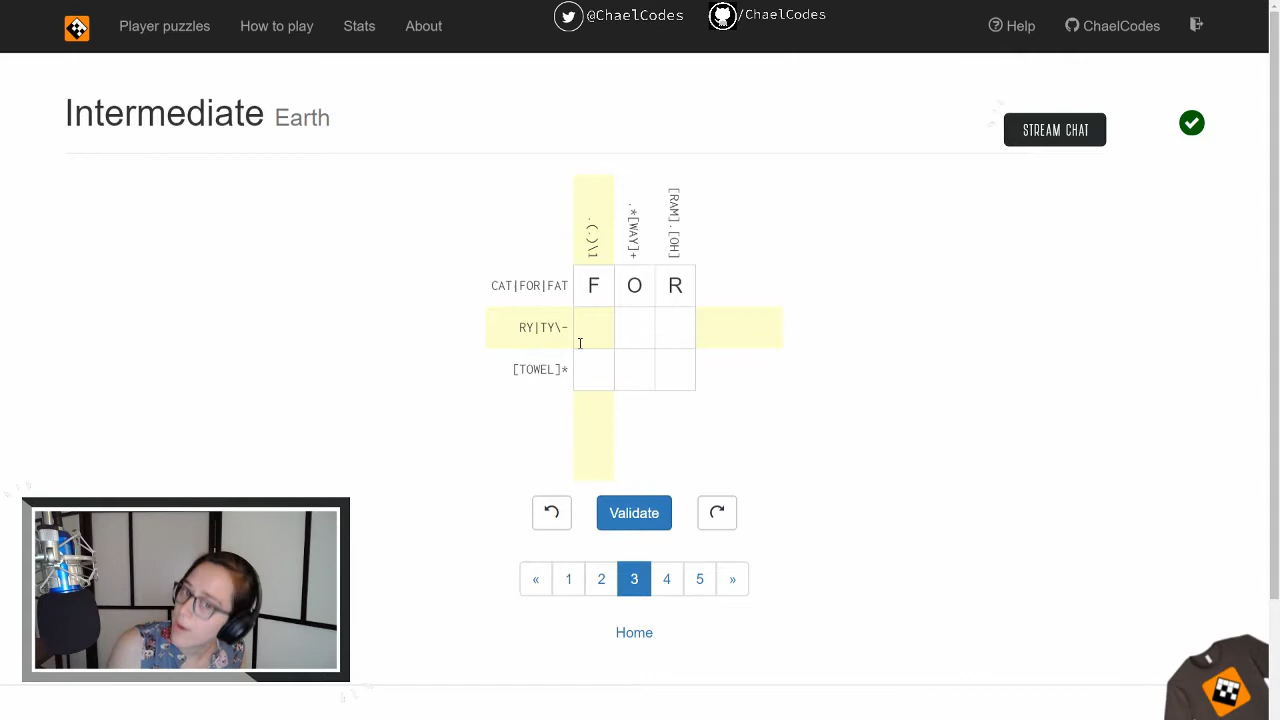 Player puzzles How to play Stats About @ChaelCodes /ChaelCodes Help ChaelCodes
Intermediate Earth
STREAM CHAT
.(.)\1
.*[WAY]+
[RAM].[OH]
CAT|FOR|FAT F O R
RY|TY\-
[TOWEL]*
Validate
« 1 2 3 4 5 »
Home